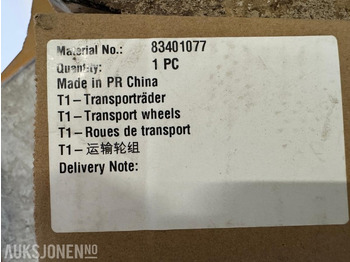 Material No.: 83401077
Quantity: 1 PC
Made in PR China
T1–Transporträder
T1–Transport wheels
T1–Roues de transport
T1–运输轮组
Delivery Note:
AUKSJONEN.NO